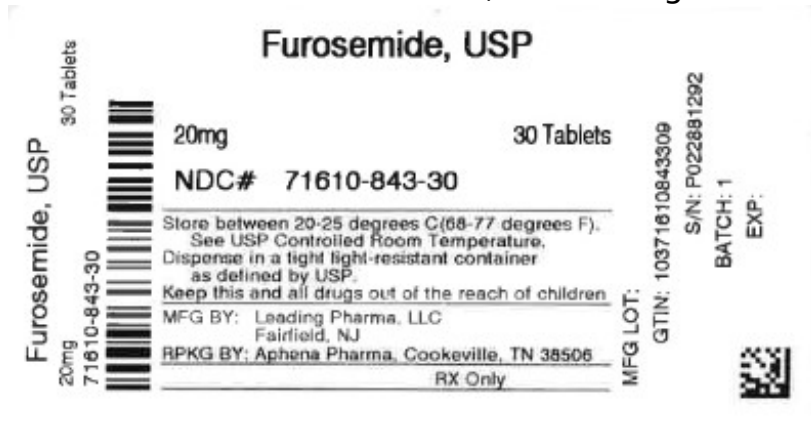 Furosemide, USP
20mg 30 Tablets
NDC# 71610-843-30
Store between 20-25 degrees C(68-77 degrees F).
See USP Controlled Room Temperature.
Dispense in a tight light-resistant container
as defined by USP.
Keep this and all drugs out of the reach of children
MFG BY: Leading Pharma, LLC
Fairfield, NJ
RPKG BY: Aphena Pharma, Cookeville, TN 38506
RX Only
Furosemide, USP
20mg 30 Tablets
71610-843-30
MFG LOT:
GTIN: 10371610843309
S/N: P022881292
BATCH: 1
EXP: